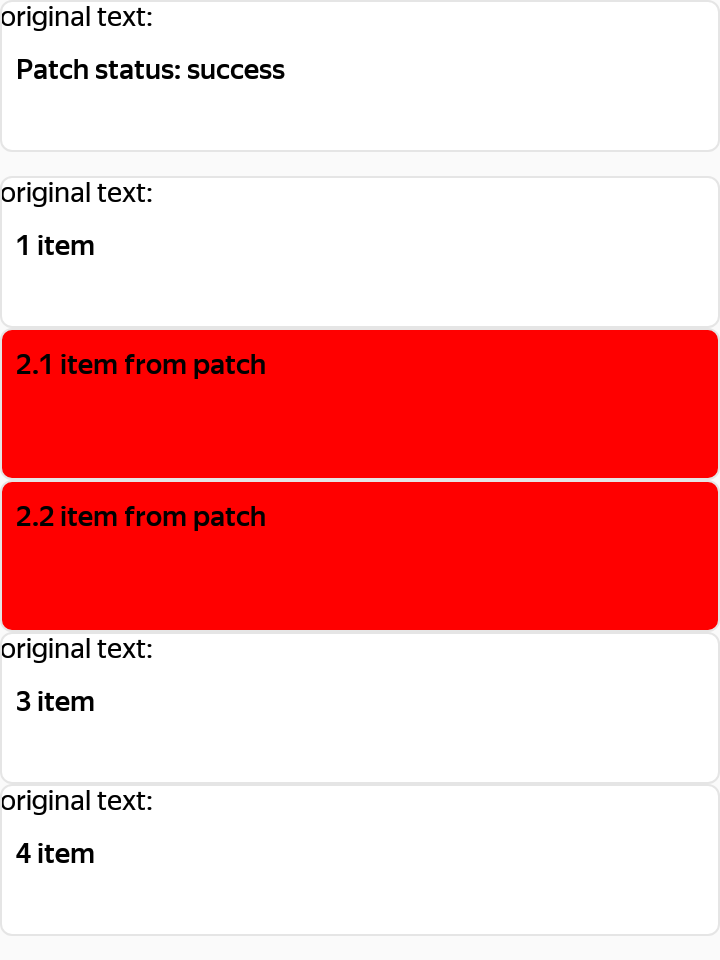 original text:
Patch status: success
original text:
1 item
2.1 item from patch
2.2 item from patch
original text:
3 item
original text:
4 item